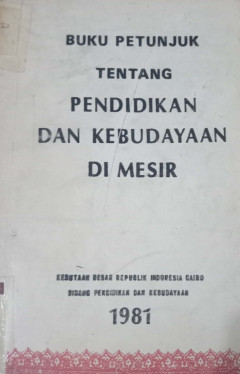 BUKU PETUNJUK
TENTANG
PENDIDIKAN
DAN KEBUDAYAAN
DI MESIR
KEDUTAAN BESAR REPUBLIK INDONESIA CAIRO
BIDANG PENDIDIKAN DAN KEBUDAYAAN
1981